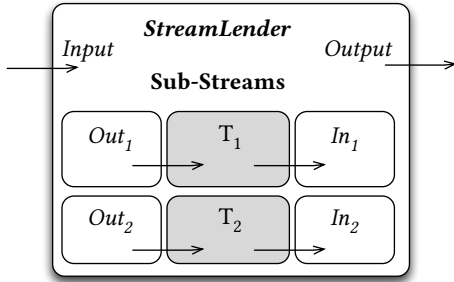 StreamLender
Input Output
Sub-Streams
Out1 T1 In1
Out2 T2 In2